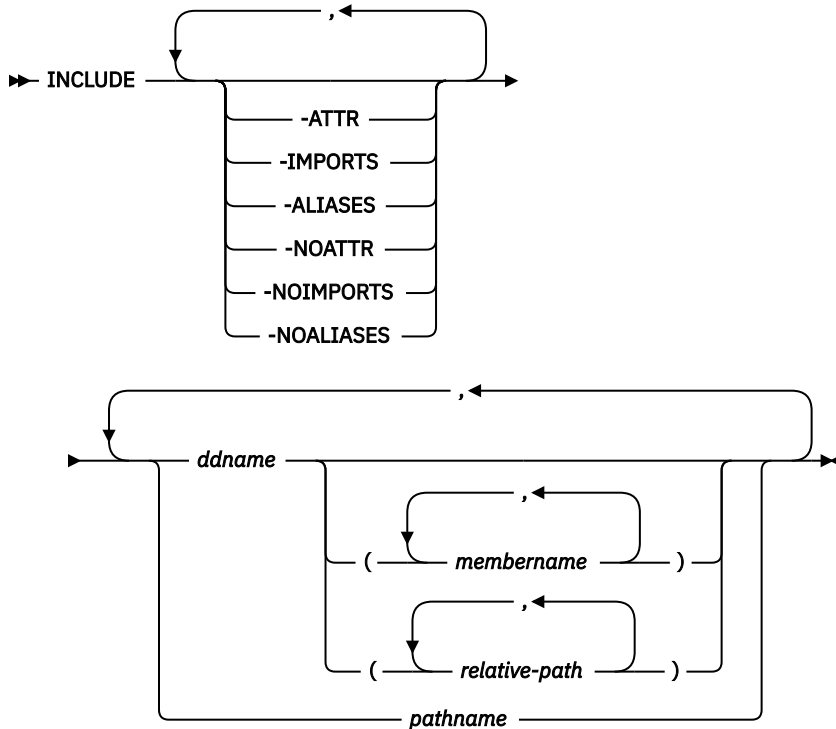 ,
INCLUDE
-ATTR
-IMPORTS
-ALIASES
-NOATTR
-NOIMPORTS
-NOALIASES
,
ddname
,
( membername )
,
( relative-path )
pathname